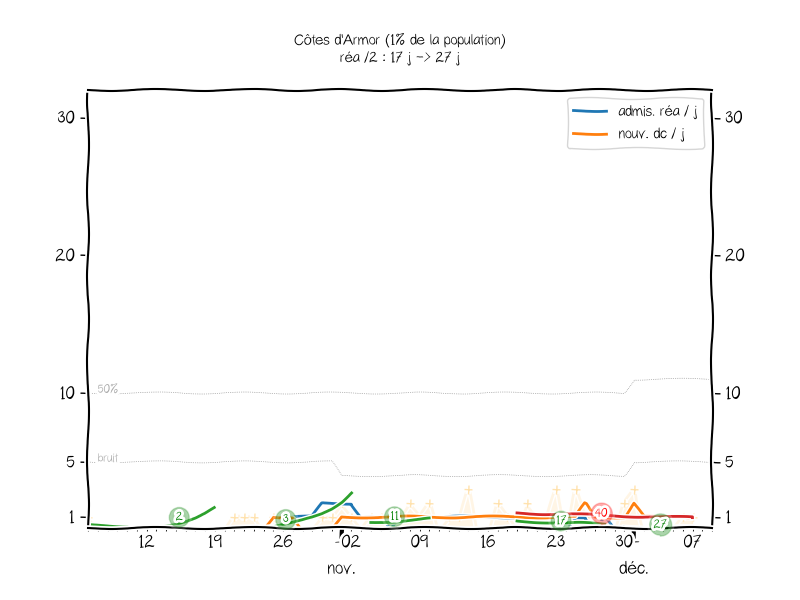 Côtes d'Armor (1% de la population)
réa /2 : 17 j -> 27 j
admis. réa / j
nouv. dc / j
30 30
20 20
10 50% 10
5 bruit 5
1 2 3 11 17 40 27 1
12 19 26 02 09 16 23 30 07
nov. déc.